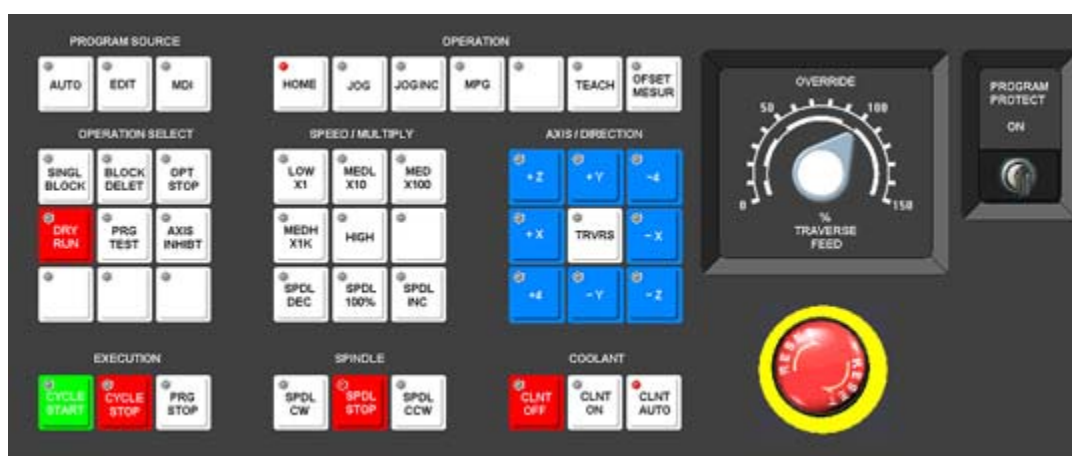 PROGRAM SOURCE
AUTO
EDIT
MDI
OPERATION
HOME
JOG
JOGINC
MPG
TEACH
OFSET
MESUR
OPERATION SELECT
SINGL
BLOCK
BLOCK
DELET
OPT
STOP
DRY
RUN
PRG
TEST
AXIS
INHIBT
SPEED / MULTIPLY
LOW
X1
MEDL
X10
MED
X100
MEDH
X1K
HIGH
SPDL
DEC
SPDL
100%
SPDL
INC
AXIS / DIRECTION
+Z
+Y
-4
+X
TRVRS
-X
+4
-Y
-Z
OVERRIDE
0
50
100
150
%
TRAVERSE
FEED
PROGRAM
PROTECT
ON
EXECUTION
CYCLE
START
CYCLE
STOP
PRG
STOP
SPINDLE
SPDL
CW
SPDL
STOP
SPDL
CCW
COOLANT
CLNT
OFF
CLNT
ON
CLNT
AUTO